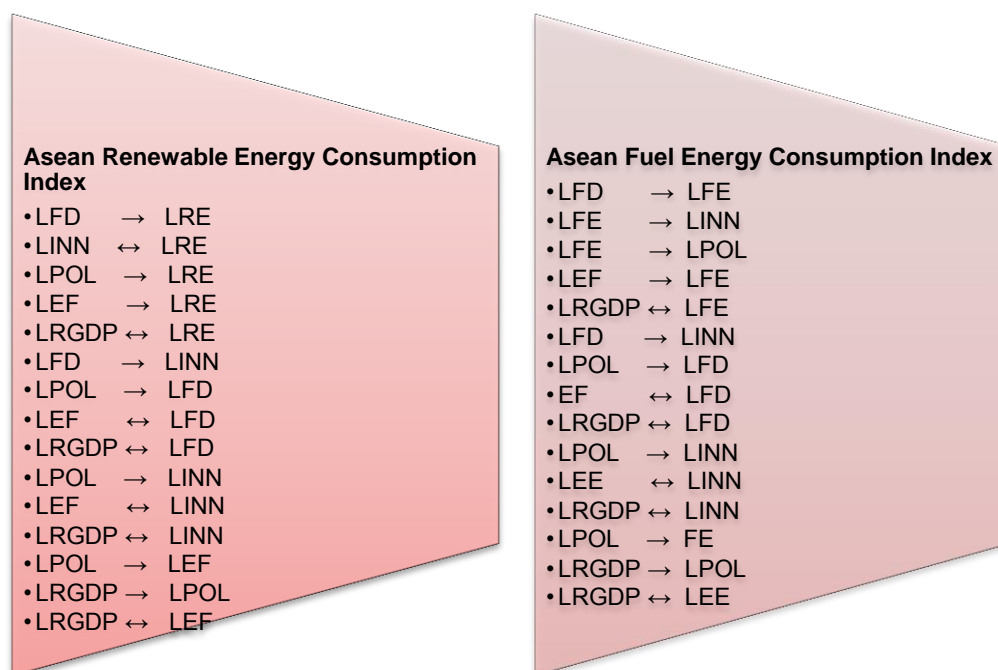 Asean Renewable Energy Consumption
Index
•LFD → LRE
•LINN ↔ LRE
•LPOL → LRE
•LEF → LRE
•LRGDP ↔ LRE
•LFD → LINN
•LPOL → LFD
•LEF ↔ LFD
•LRGDP ↔ LFD
•LPOL → LINN
•LEF ↔ LINN
•LRGDP ↔ LINN
•LPOL → LEF
•LRGDP → LPOL
•LRGDP ↔ LEF
Asean Fuel Energy Consumption Index
•LFD → LFE
•LFE → LINN
•LFE → LPOL
•LEF → LFE
•LRGDP ↔ LFE
•LFD → LINN
•LPOL → LFD
•EF ↔ LFD
•LRGDP ↔ LFD
•LPOL → LINN
•LEE ↔ LINN
•LRGDP ↔ LINN
•LPOL → FE
•LRGDP → LPOL
•LRGDP ↔ LEE